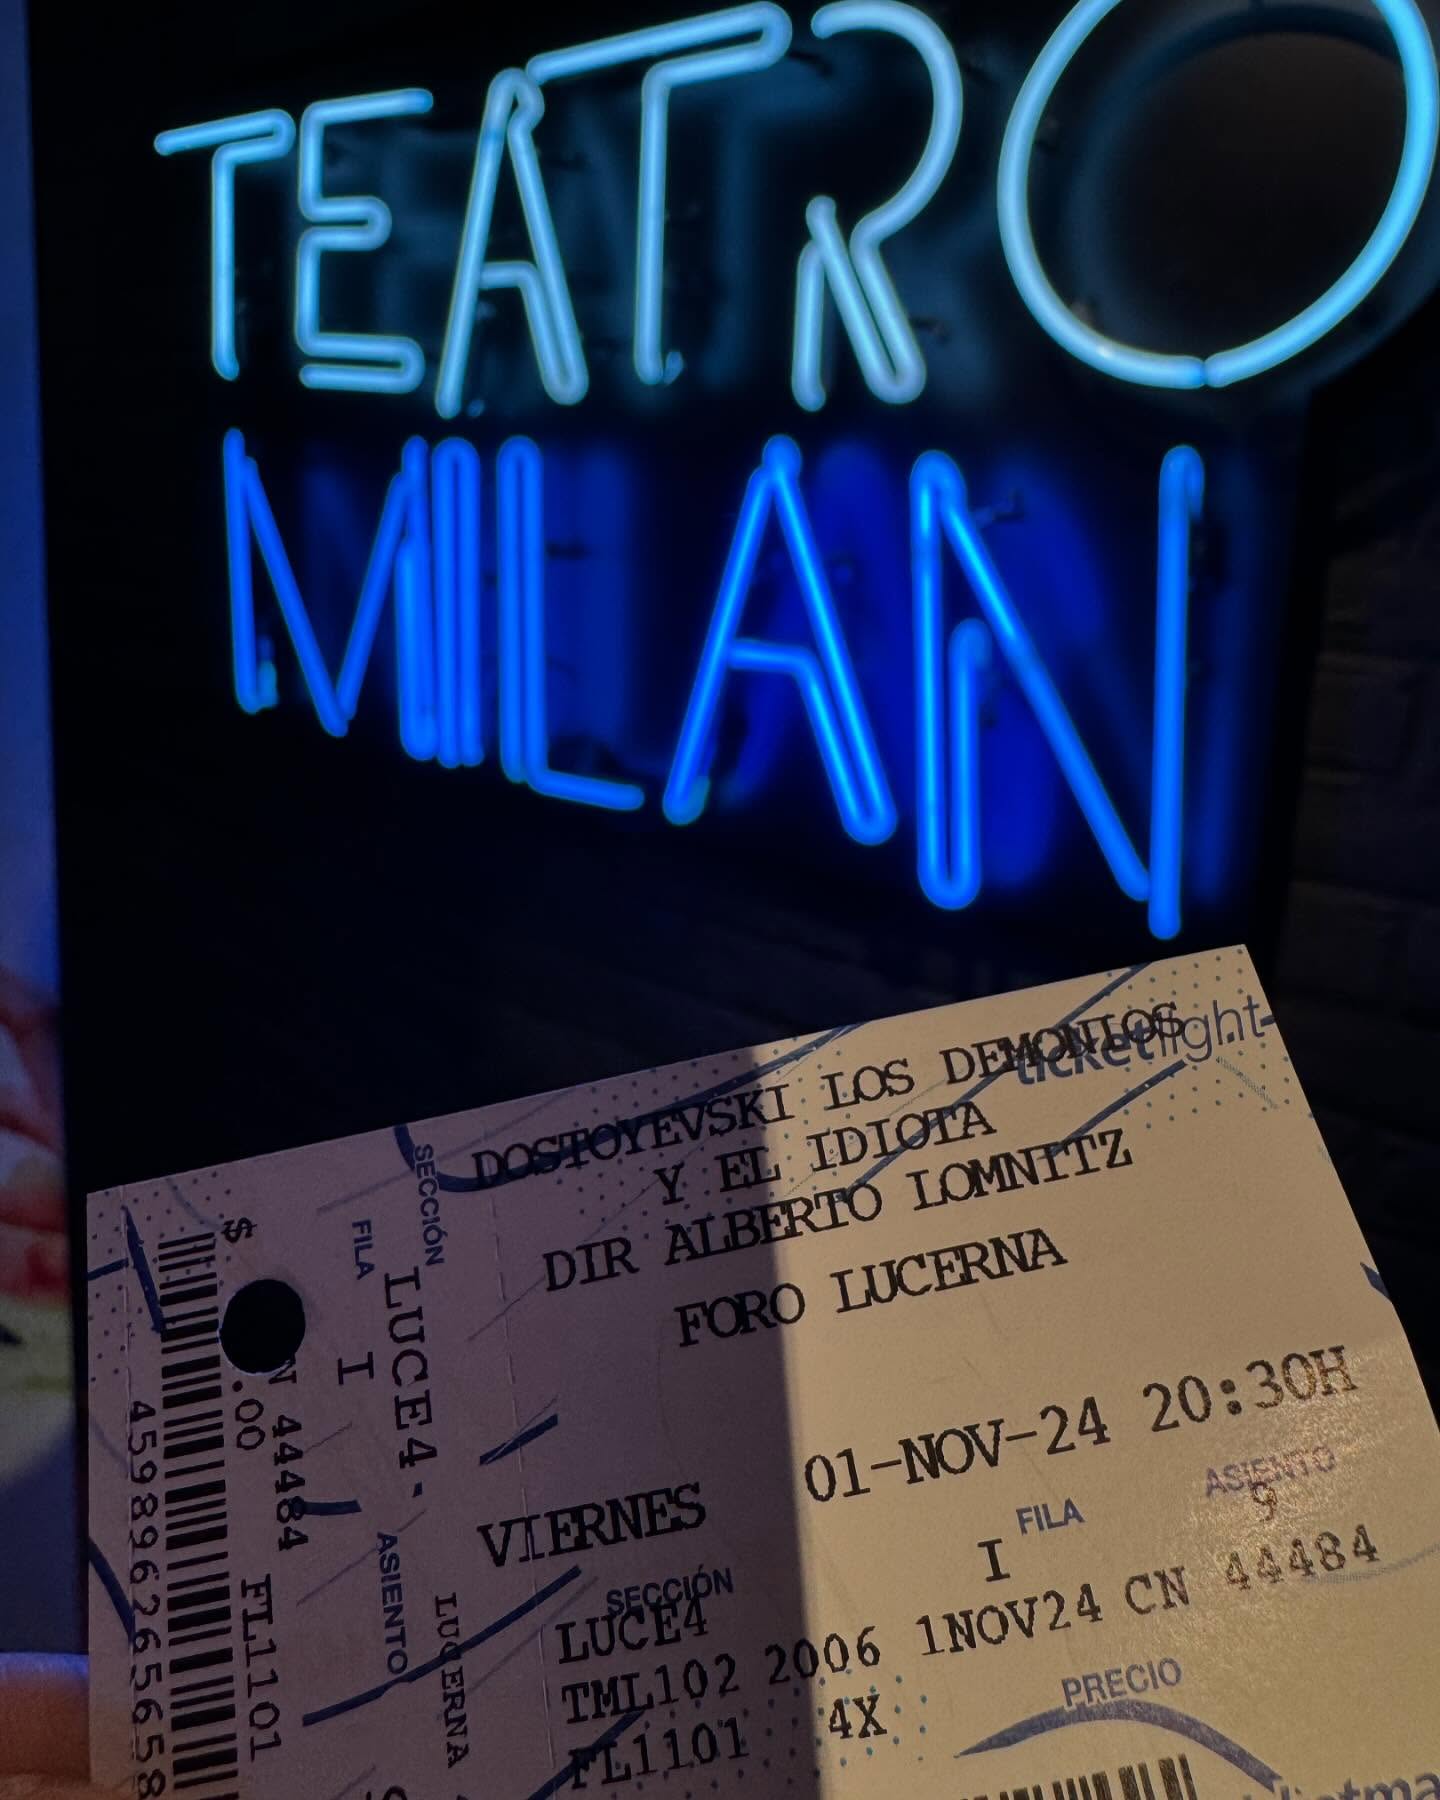 TEATRO
MILAN
ticketlight
DOSTOYEVSKI LOS DEMONIOS
Y EL IDIOTA
DIR ALBERTO LOMNITZ
FORO LUCERNA
VIERNES 01-NOV-24 20:30H
SECCIÓN FILA ASIENTO
LUCE4 I 9
TML102 2006 1NOV24 CN 44484
FL1101 4X
PRECIO
SECCIÓN
LUCE4
FILA
I
ASIENTO
LUCERNA
$ .00
44484
FL1101